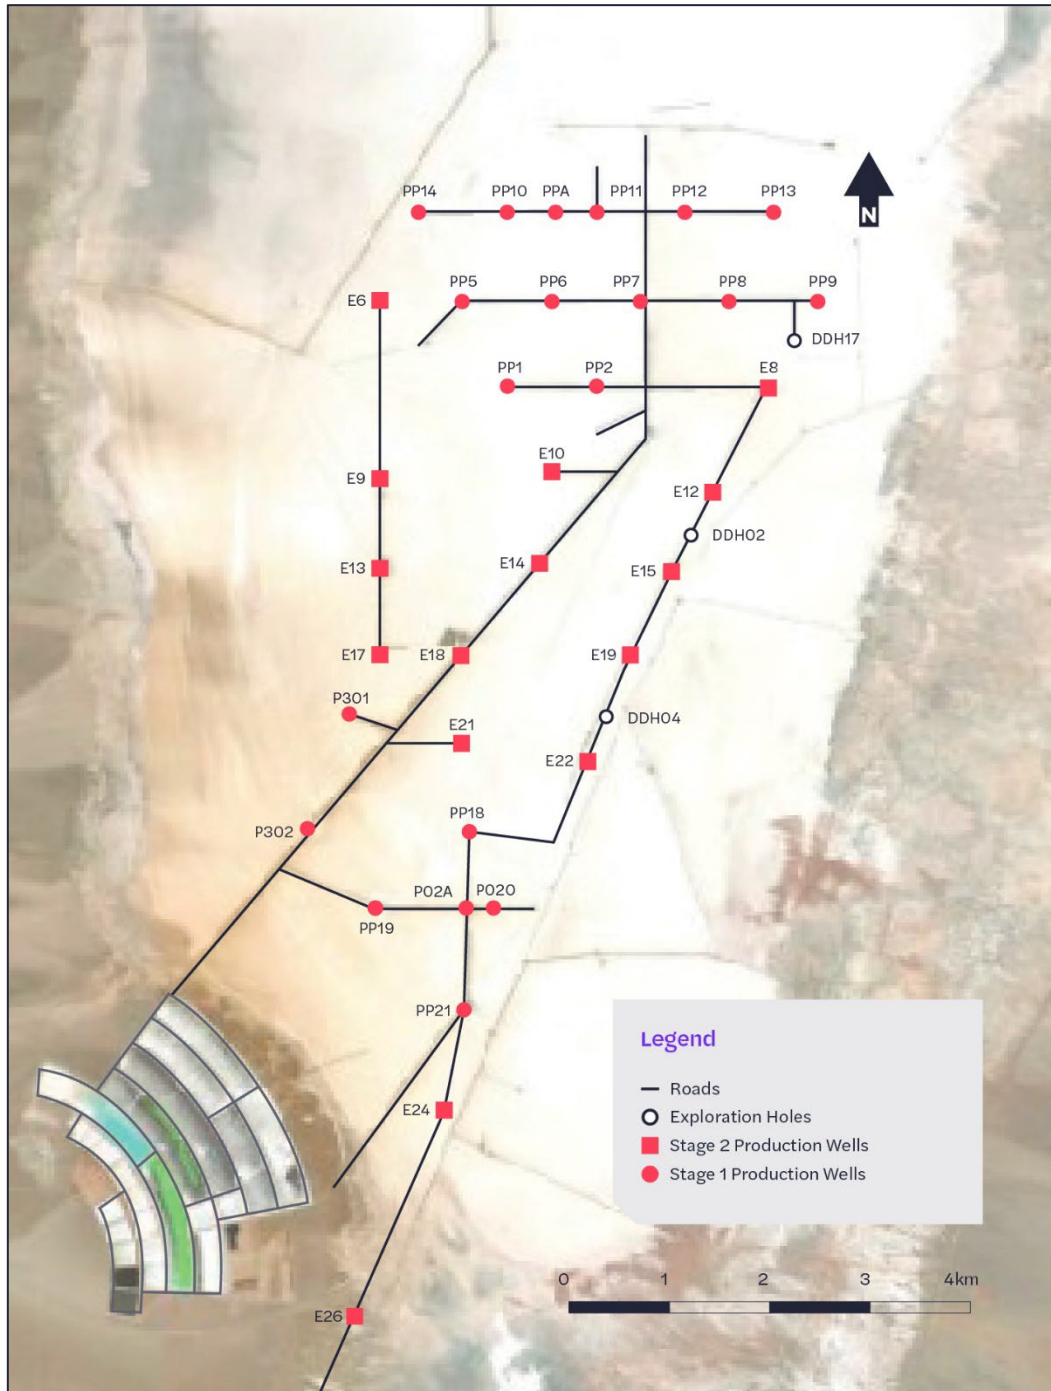 PP14 PP10 PPA PP11 PP12 PP13
N
E6 PP5 PP6 PP7 PP8 PP9
DDH17
PP1 PP2 E8
E10
E9 E12
DDH02
E14
E13 E15
E17 E18 E19
P301
DDH04
E21
E22
P302 PP18
P02A P020
PP19
PP21
Legend
Roads
E24 Exploration Holes
Stage 2 Production Wells
Stage 1 Production Wells
0 1 2 3 4km
E26